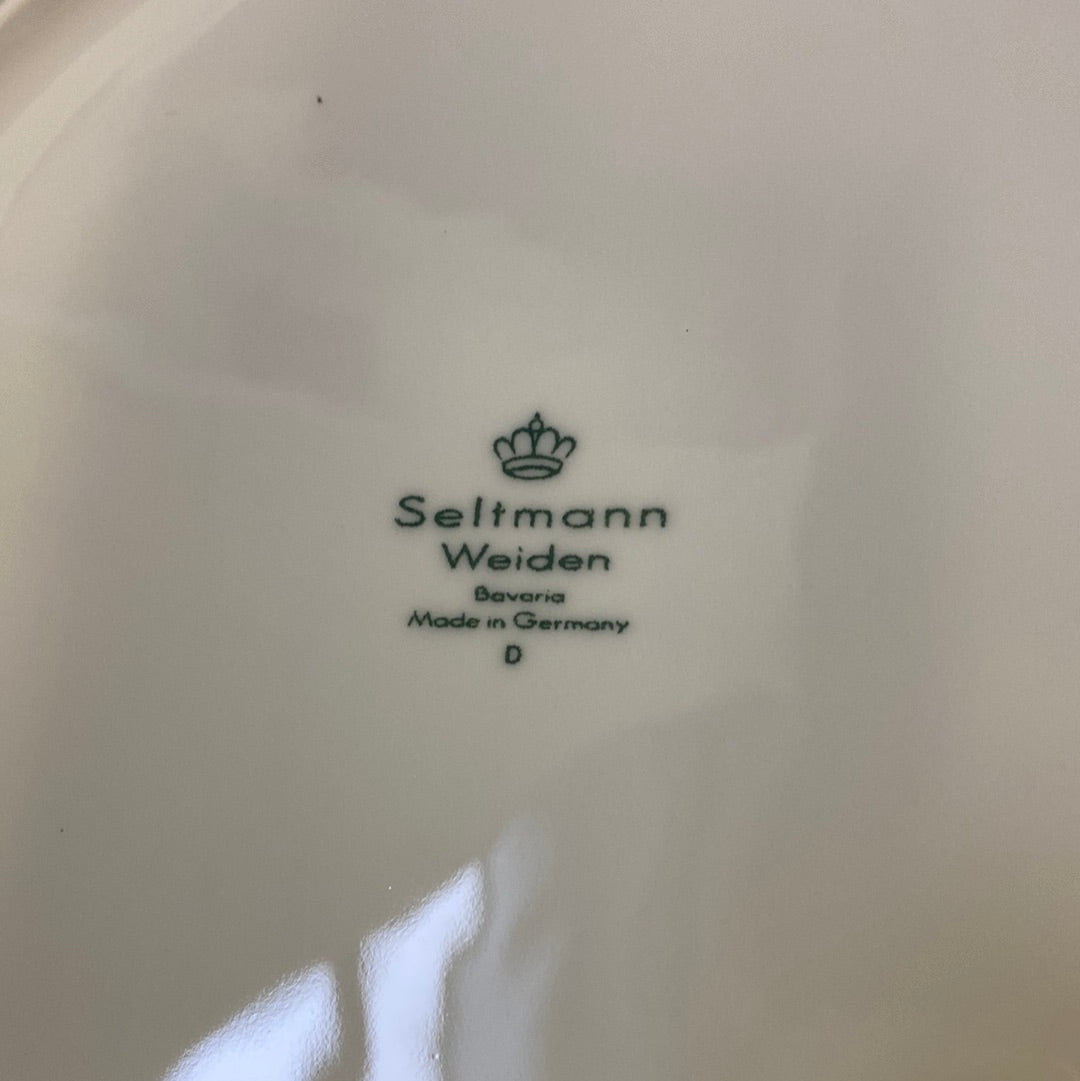 Seltmann
Weiden
Bavaria
Made in Germany
D